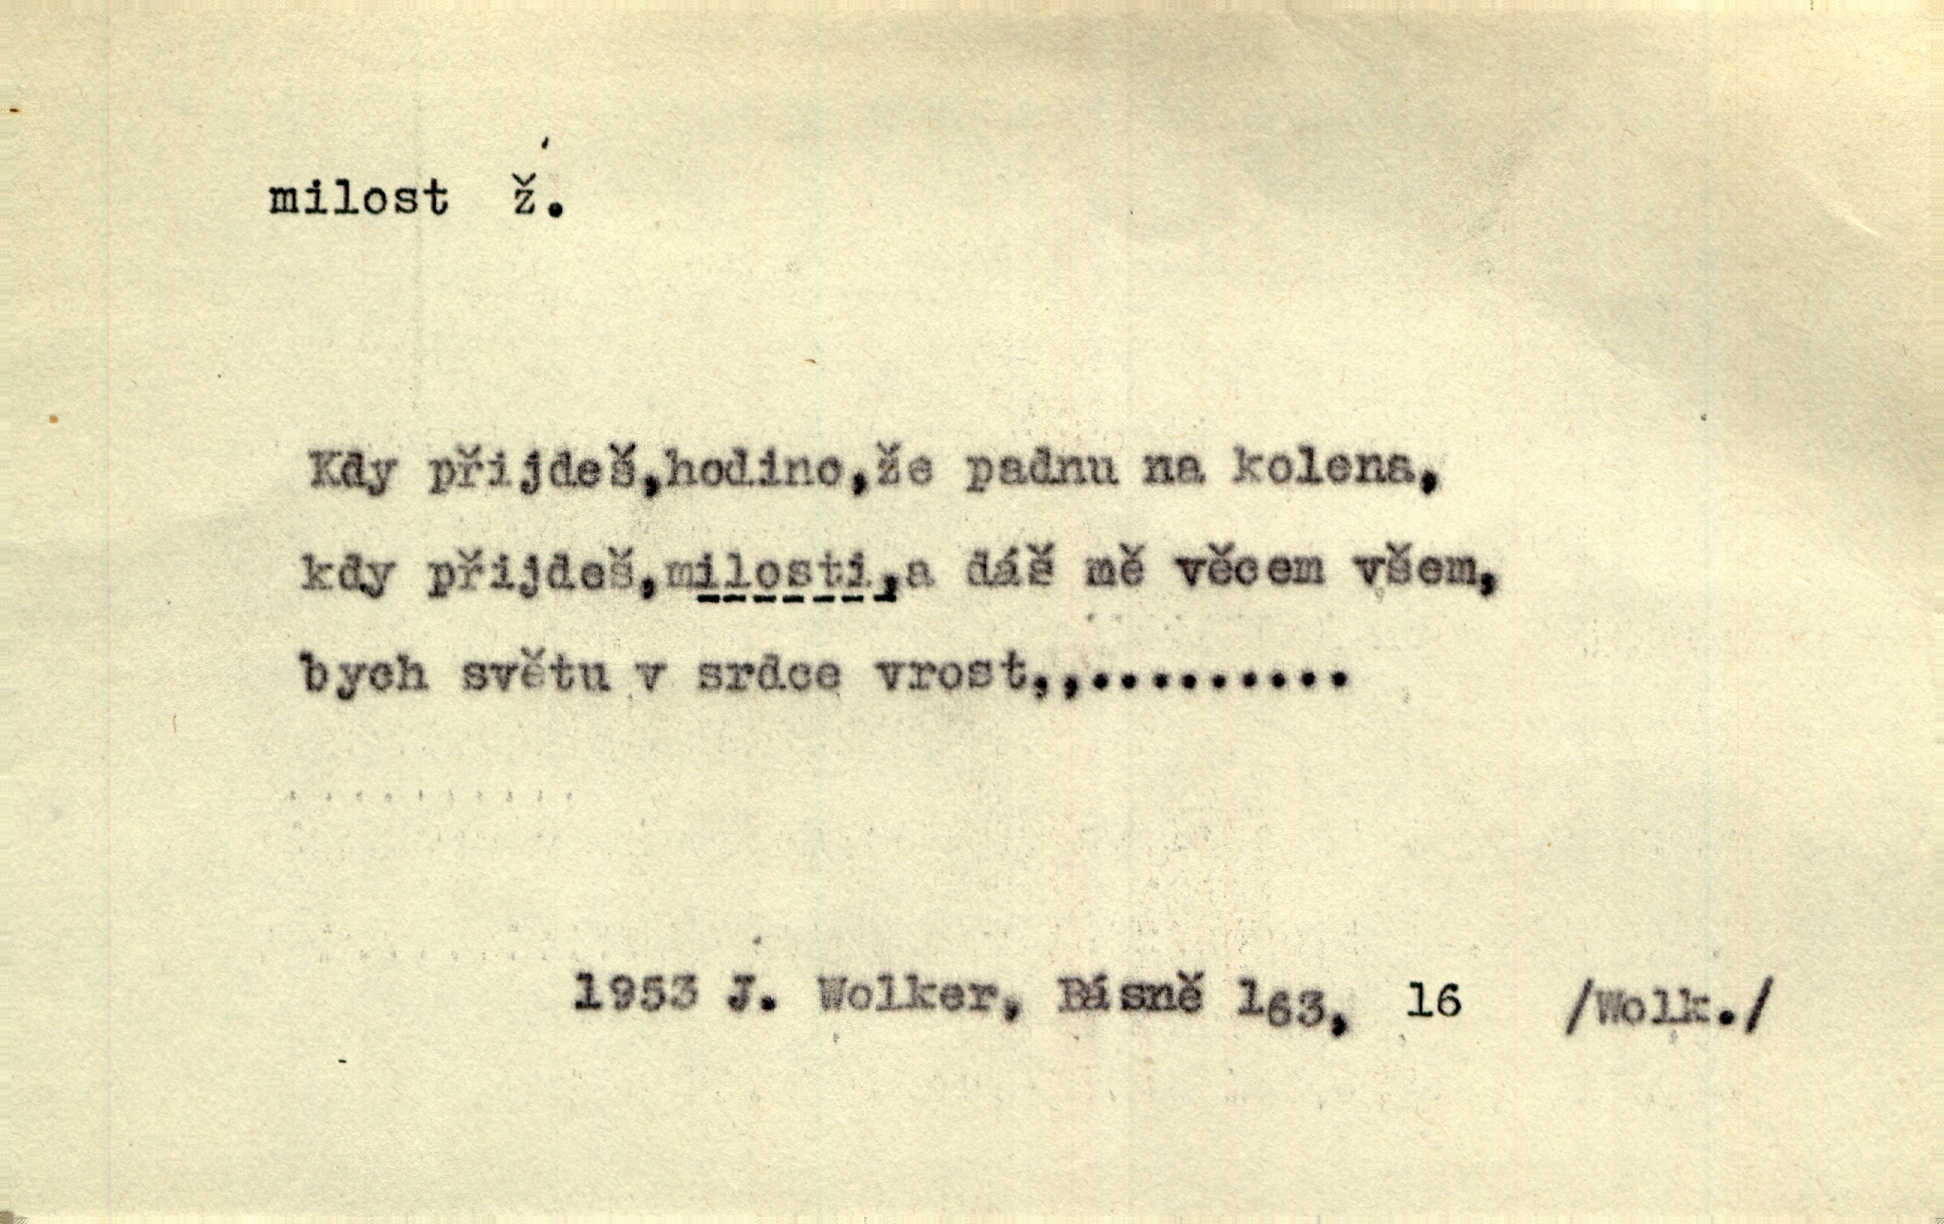 milost ž.
Kdy přijdeš,hodino,že padnu na kolena,
kdy přijdeš,milosti,a dáš mě věcem všem,
bych světu v srdce vrost,,.........
1953 J. Wolker, Básně 163, 16 /Wolk./